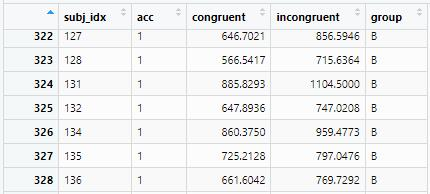 subj_idx acc congruent incongruent group
322 127 1 646.7021 856.5946 B
323 128 1 566.5417 715.6364 B
324 131 1 885.8293 1104.5000 B
325 132 1 647.8936 747.0208 B
326 134 1 860.3750 959.4773 B
327 135 1 725.2128 797.0476 B
328 136 1 661.6042 769.7292 B